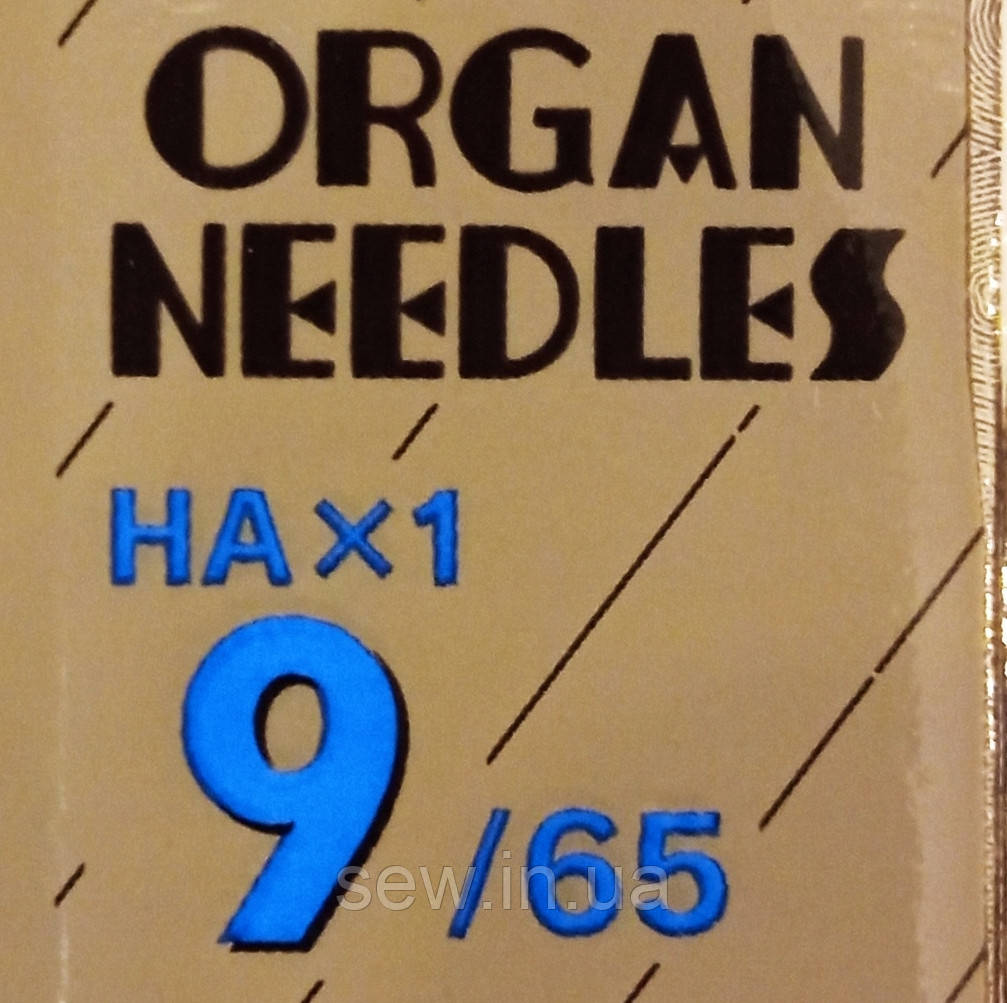 ORGAN
NEEDLES
HA×1
9/65
sew.in.ua